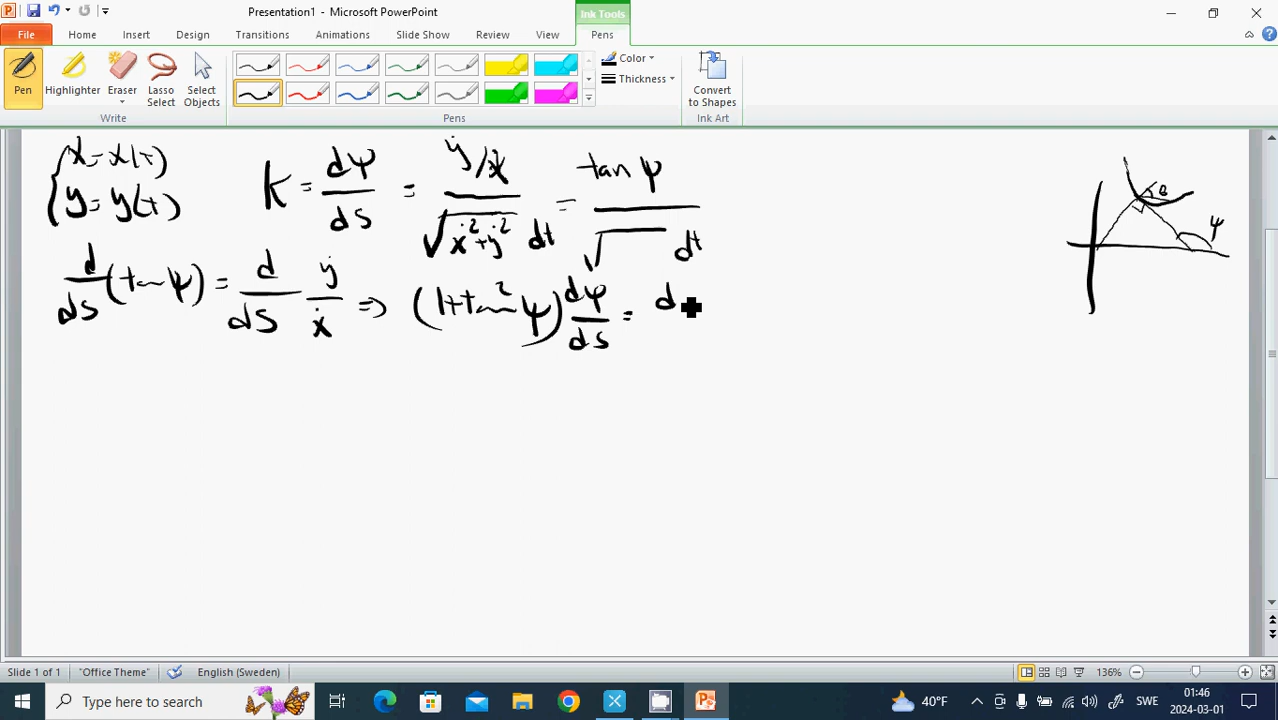 Presentation1 - Microsoft PowerPoint
Ink Tools
File Home Insert Design Transitions Animations Slide Show Review View Pens
Pen Highlighter Eraser Lasso Select Select Objects
Color
Thickness
Convert to Shapes
Write Pens Ink Art
{ x = x(t)
y = y(t)
K = dψ/ds = ẏ/ẋ / √(ẋ²+ẏ²) dt = tan ψ / √ dt
d/ds (tan ψ) = d/ds ẏ/ẋ ⇒ (1+tan²ψ) dψ/ds = d
θ
ψ
Slide 1 of 1 "Office Theme" English (Sweden) 136%
Type here to search
40°F
SWE
01:46
2024-03-01